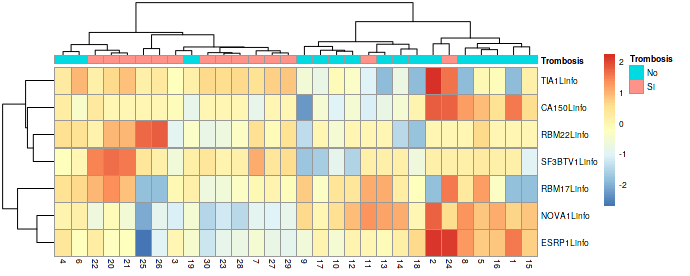 Trombosis
TIA1Linfo
CA150Linfo
RBM22Linfo
SF3BTV1Linfo
RBM17Linfo
NOVA1Linfo
ESRP1Linfo
4 6 22 20 21 25 26 3 19 30 23 28 7 27 29 9 17 10 12 11 13 14 18 2 24 8 5 16 1 15
2
1
0
-1
-2
Trombosis
No
Si